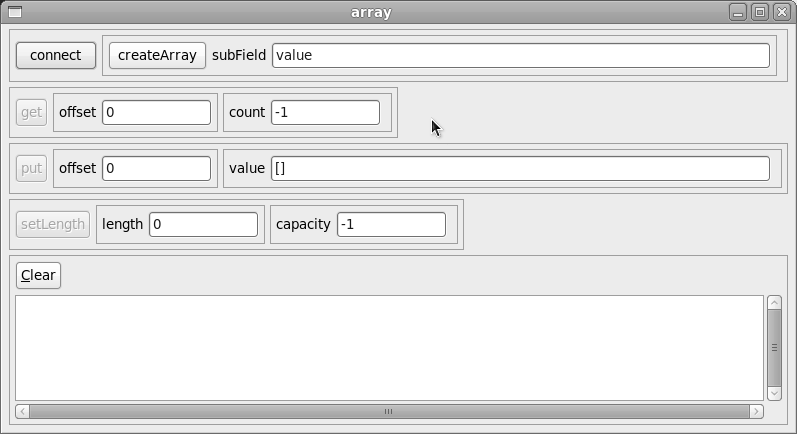 array
connect createArray subField value
get offset 0 count -1
put offset 0 value []
setLength length 0 capacity -1
Clear